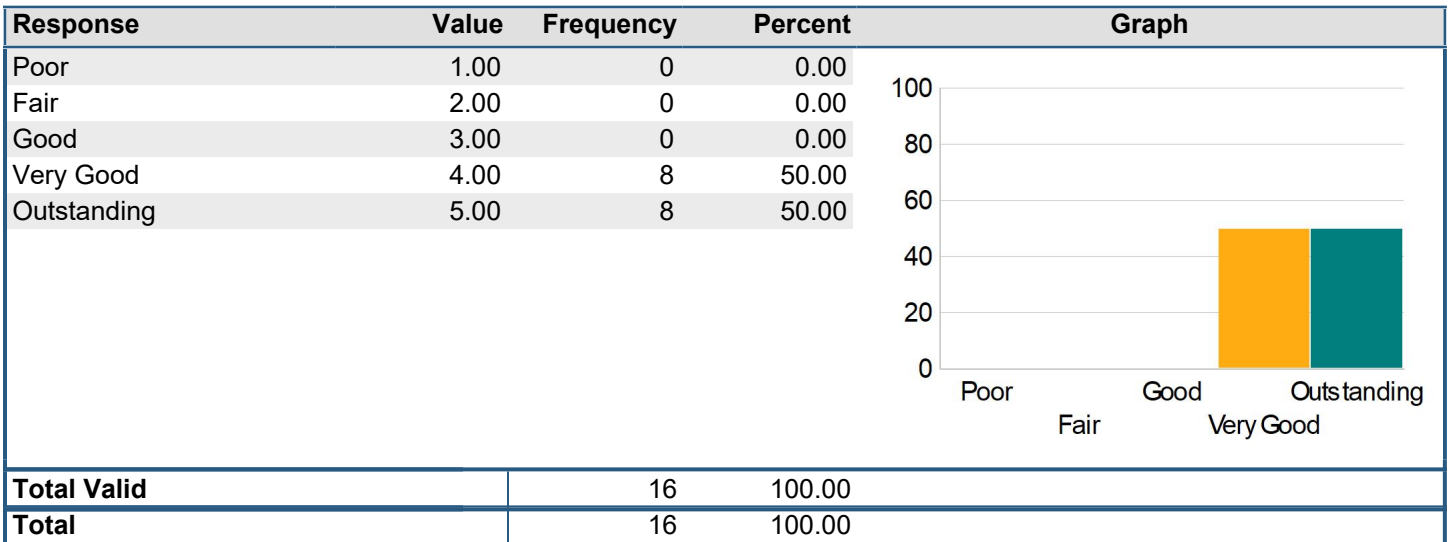 Response Value Frequency Percent Graph
Poor 1.00 0 0.00
Fair 2.00 0 0.00
Good 3.00 0 0.00
Very Good 4.00 8 50.00
Outstanding 5.00 8 50.00
100
80
60
40
20
0
Poor Good Outstanding
Fair Very Good
Total Valid 16 100.00
Total 16 100.00